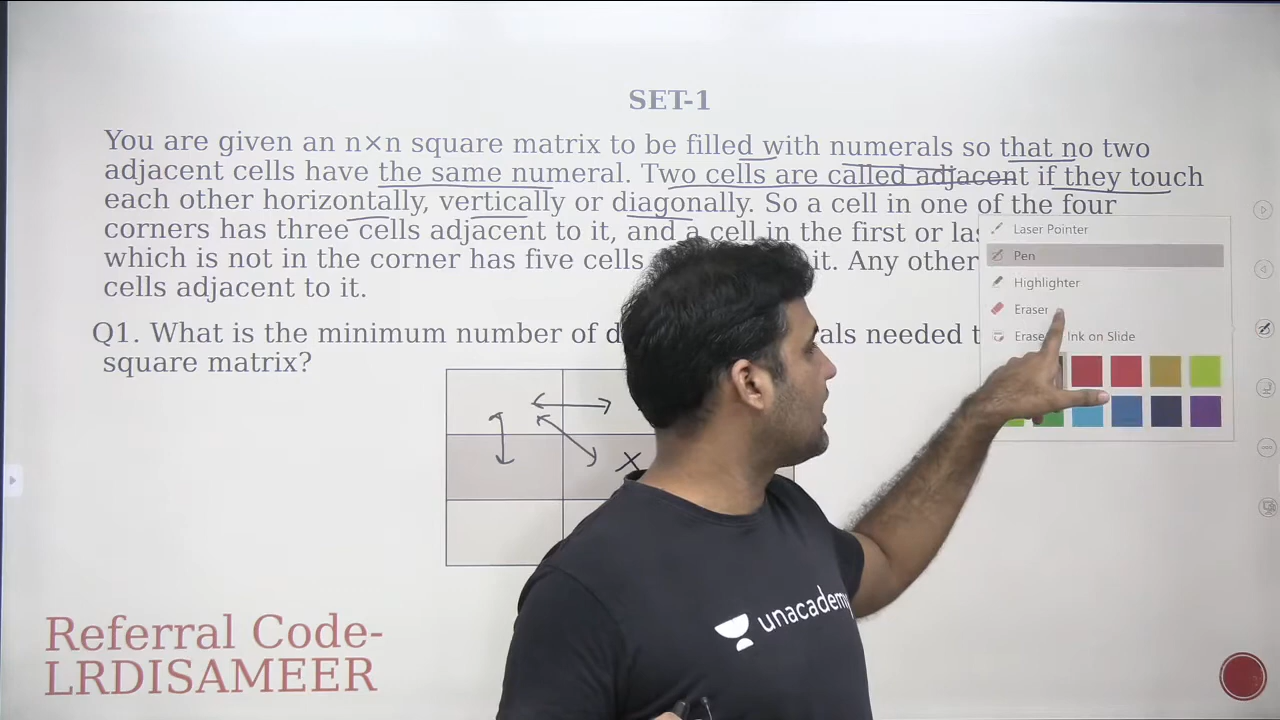 SET-1
You are given an n×n square matrix to be filled with numerals so that no two
adjacent cells have the same numeral. Two cells are called adjacent if they touch
each other horizontally, vertically or diagonally. So a cell in one of the four
corners has three cells adjacent to it, and a cell in the first or
which is not in the corner has five cells it. Any other
cells adjacent to it.
Q1. What is the minimum number of needed
square matrix?
X
Laser Pointer
Pen
Highlighter
Eraser
Ink on Slide
unacademy
Referral Code-
LRDISAMEER